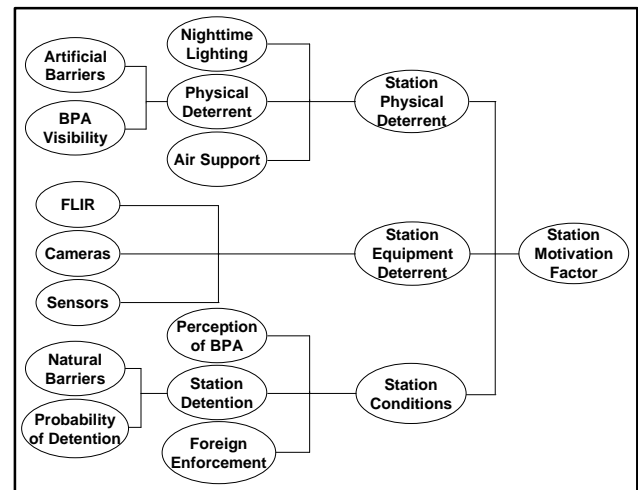 Nighttime
Lighting
Artificial
Barriers
Physical
Deterrent
BPA
Visibility
Air Support
Station
Physical
Deterrent
FLIR
Cameras
Sensors
Station
Equipment
Deterrent
Station
Motivation
Factor
Perception
of BPA
Natural
Barriers
Station
Detention
Probability
of Detention
Foreign
Enforcement
Station
Conditions